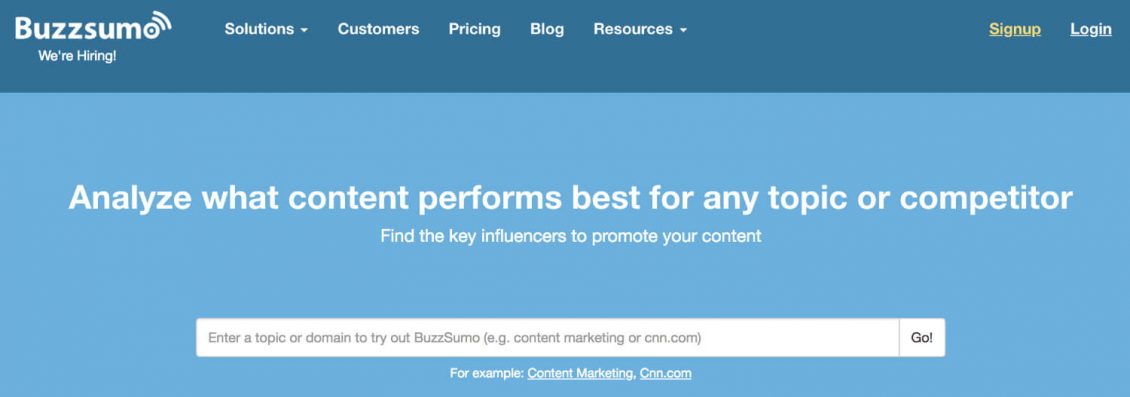 Buzzsumo
We're Hiring!
Solutions
Customers
Pricing
Blog
Resources
Signup
Login
Analyze what content performs best for any topic or competitor
Find the key influencers to promote your content
Enter a topic or domain to try out BuzzSumo (e.g. content marketing or cnn.com)
Go!
For example: Content Marketing, Cnn.com